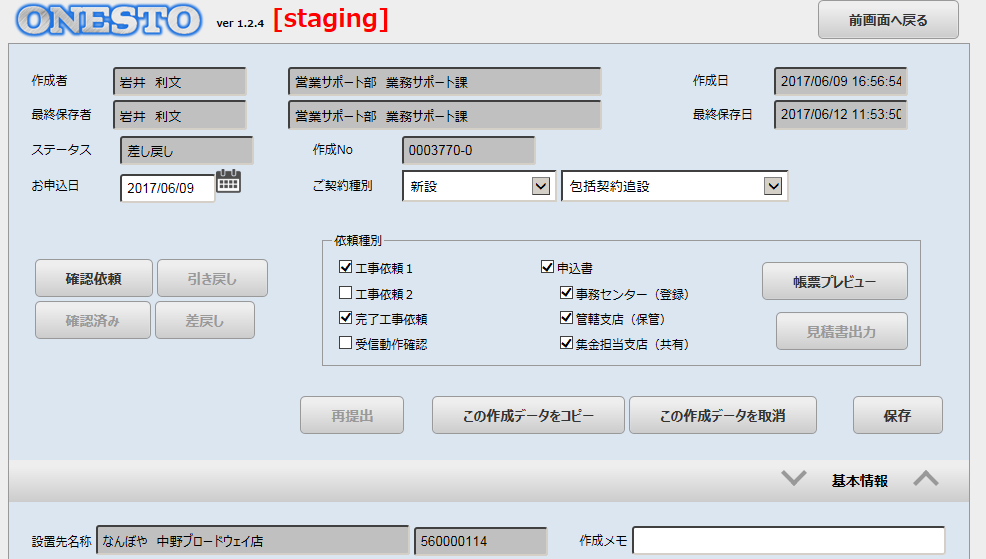 ONESTO ver 1.2.4 [staging] 前画面へ戻る
作成者 岩井 利文 営業サポート部 業務サポート課 作成日 2017/06/09 16:56:54
最終保存者 岩井 利文 営業サポート部 業務サポート課 最終保存日 2017/06/12 11:53:50
ステータス 差し戻し 作成No 0003770-0
お申込日 2017/06/09 ご契約種別 新設 包括契約追設
依頼種別
確認依頼 引き戻し
確認済み 差戻し
工事依頼1 申込書
工事依頼2 事務センター（登録）
完了工事依頼 管轄支店（保管）
受信動作確認 集金担当支店（共有）
帳票プレビュー
見積書出力
再提出 この作成データをコピー この作成データを取消 保存
基本情報
設置先名称 なんぼや 中野ブロードウェイ店 560000114 作成メモ